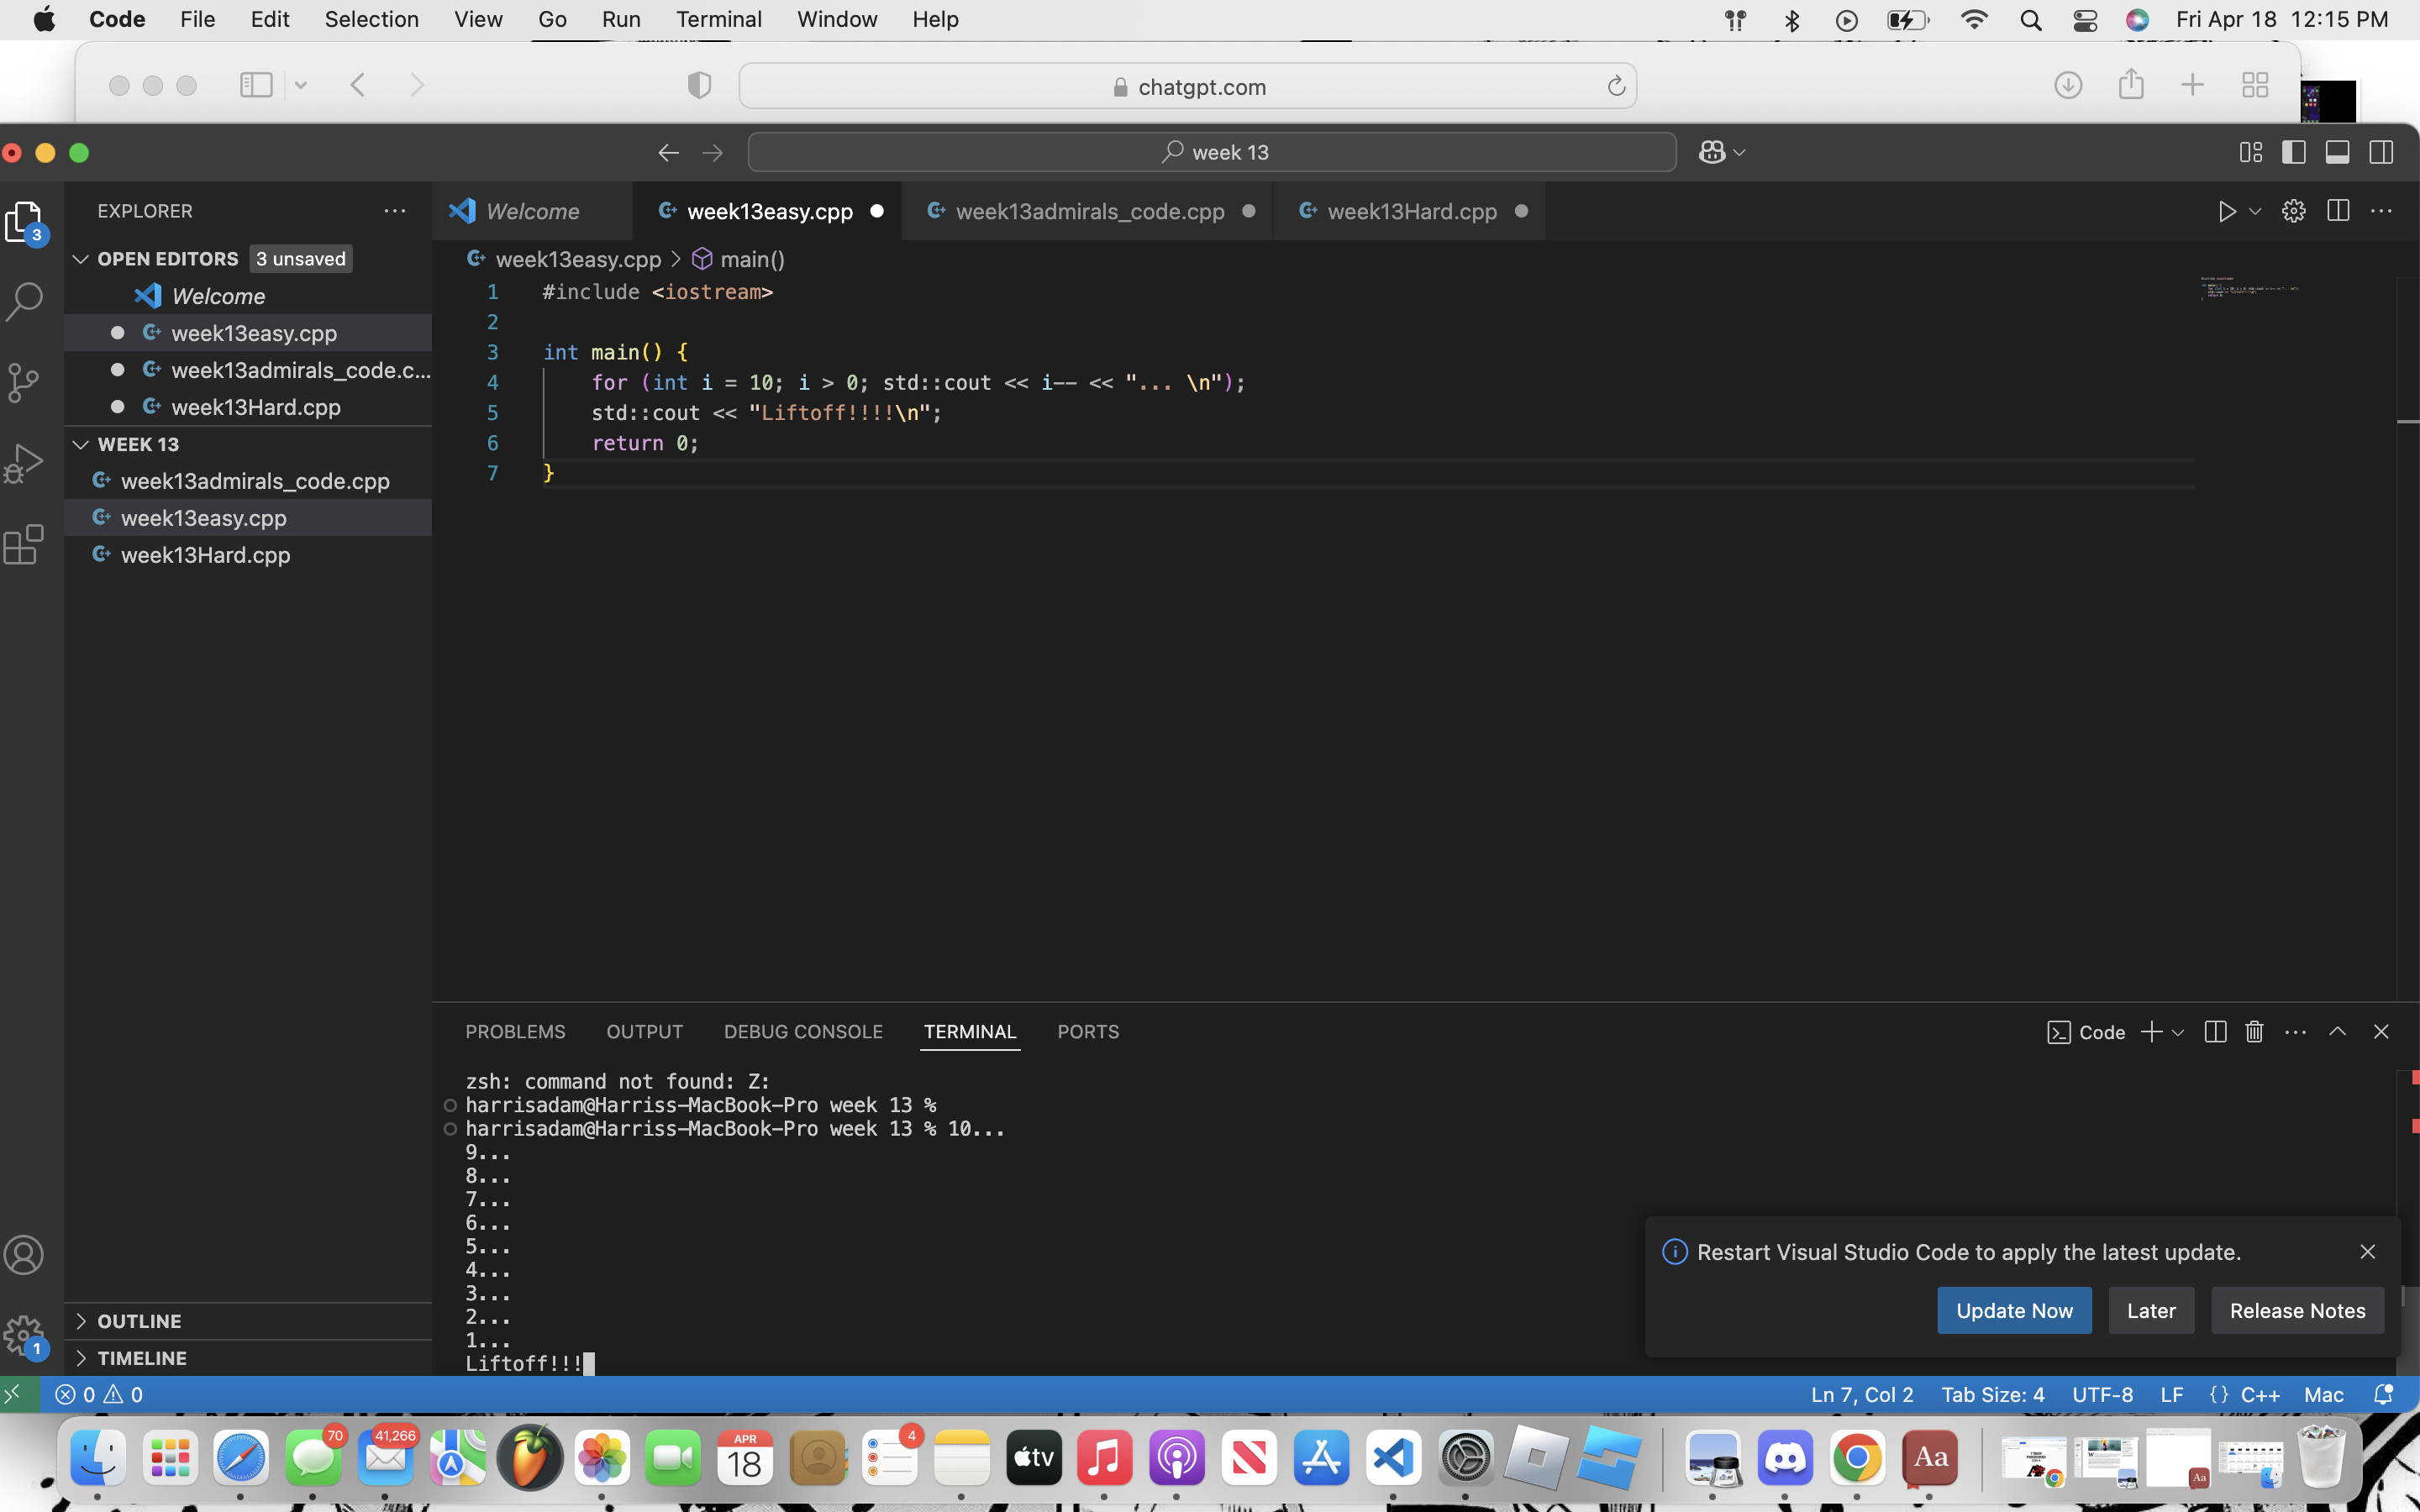 Code File Edit Selection View Go Run Terminal Window Help Fri Apr 18 12:15 PM
chatgpt.com
week 13
EXPLORER
Welcome week13easy.cpp week13admirals_code.cpp week13Hard.cpp
OPEN EDITORS 3 unsaved
Welcome
week13easy.cpp
week13admirals_code.c...
week13Hard.cpp
WEEK 13
week13admirals_code.cpp
week13easy.cpp
week13Hard.cpp
OUTLINE
TIMELINE
3
1
week13easy.cpp > main()
1 #include <iostream>
2
3 int main() {
4 for (int i = 10; i > 0; std::cout << i-- << "... \n");
5 std::cout << "Liftoff!!!!\n";
6 return 0;
7 }
PROBLEMS OUTPUT DEBUG CONSOLE TERMINAL PORTS Code
zsh: command not found: Z:
harrisadam@Harriss-MacBook-Pro week 13 %
harrisadam@Harriss-MacBook-Pro week 13 % 10...
9...
8...
7...
6...
5...
4...
3...
2...
1...
Liftoff!!!
Restart Visual Studio Code to apply the latest update.
Update Now Later Release Notes
0 0 Ln 7, Col 2 Tab Size: 4 UTF-8 LF {} C++ Mac
70 41,266 APR 18 4 tv Aa